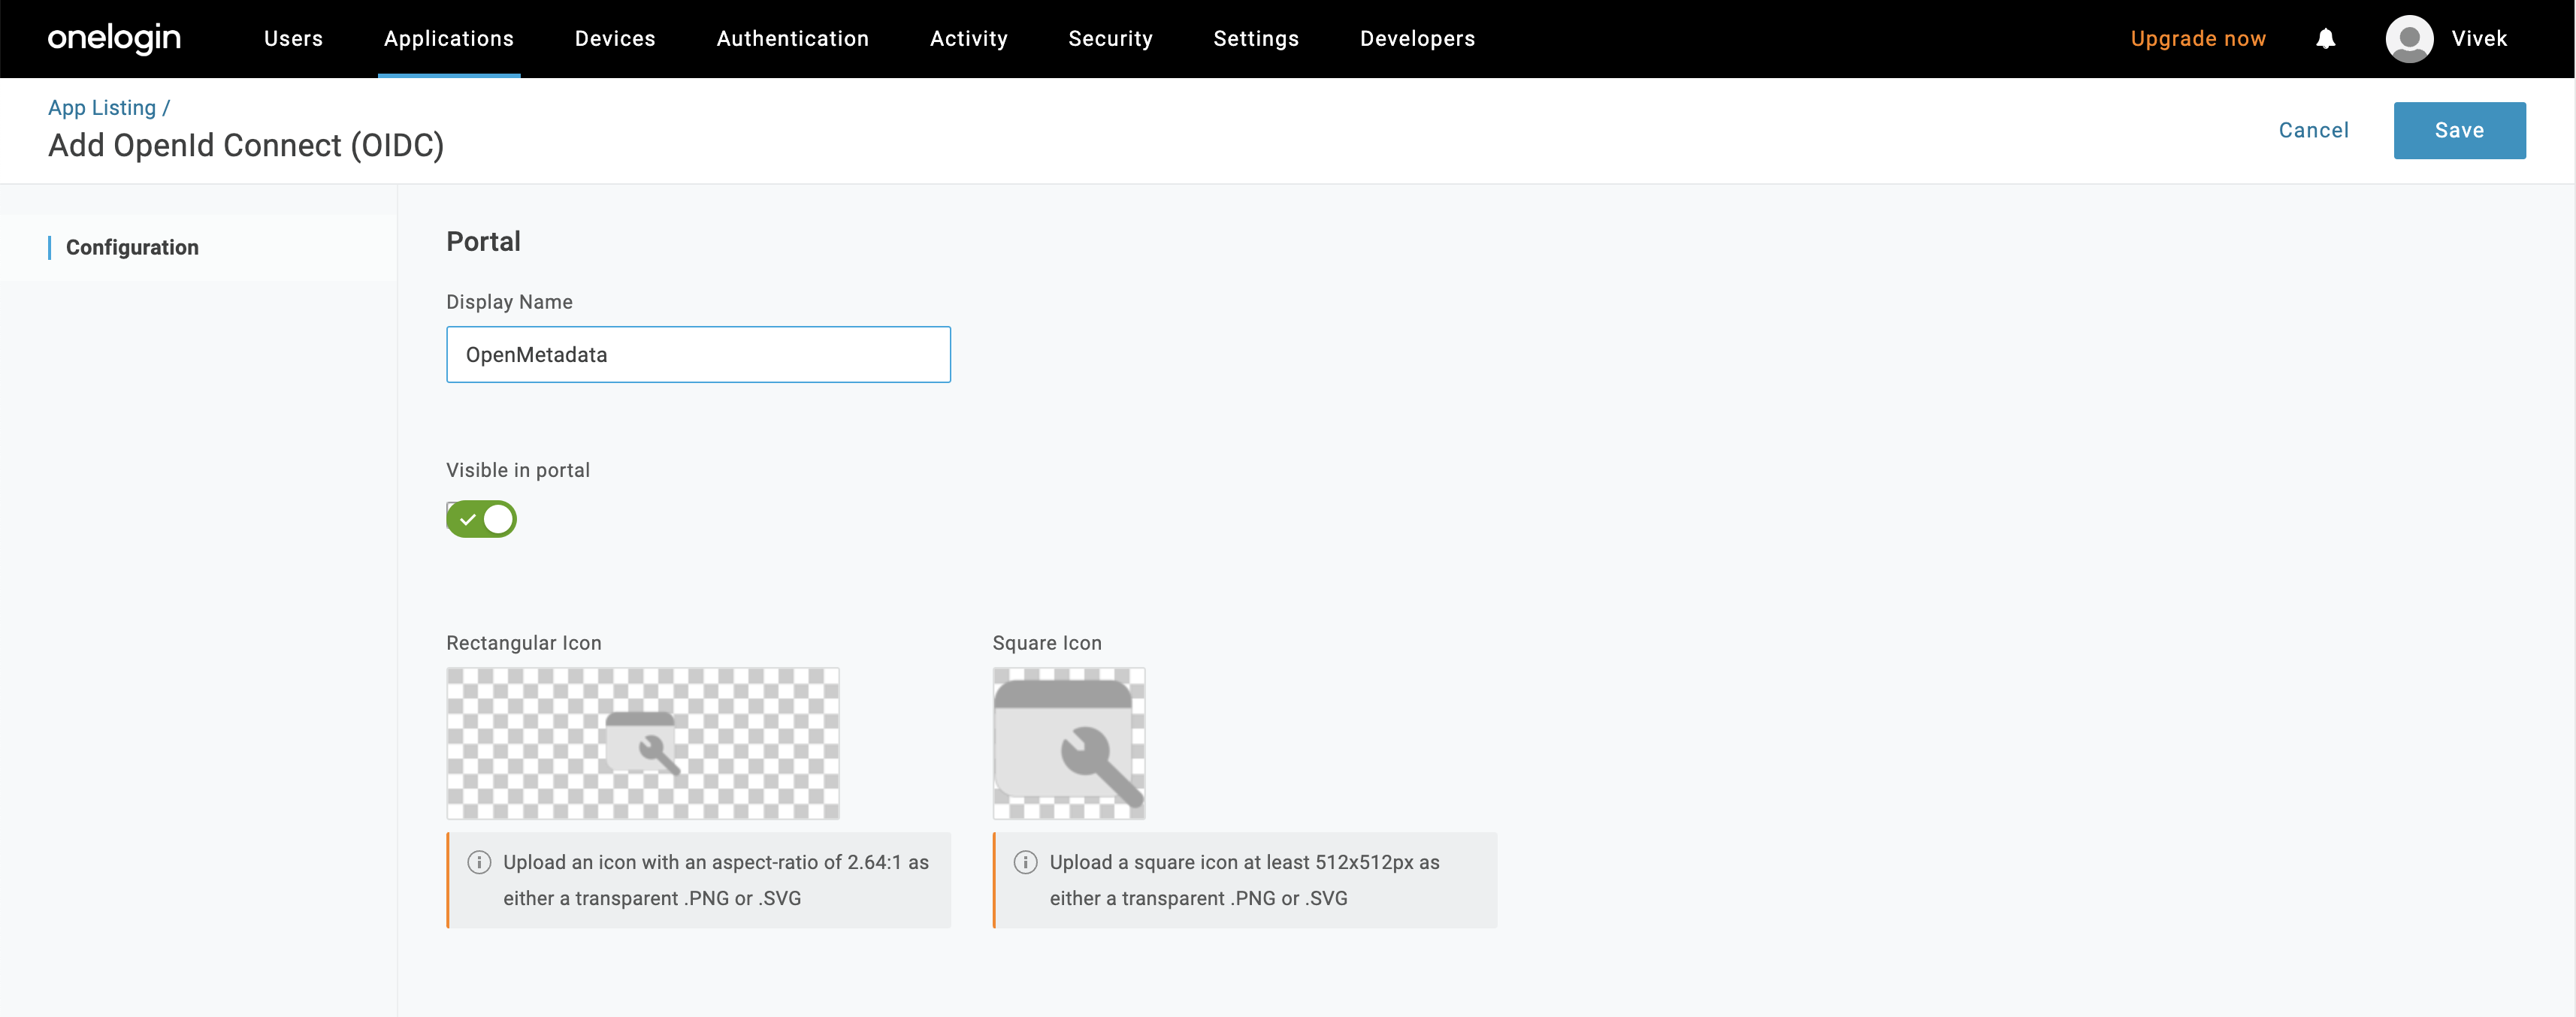 onelogin
Users
Applications
Devices
Authentication
Activity
Security
Settings
Developers
Upgrade now
Vivek
App Listing /
Add OpenId Connect (OIDC)
Cancel
Save
Configuration
Portal
Display Name
OpenMetadata
Visible in portal
Rectangular Icon
Square Icon
Upload an icon with an aspect-ratio of 2.64:1 as
either a transparent .PNG or .SVG
Upload a square icon at least 512x512px as
either a transparent .PNG or .SVG